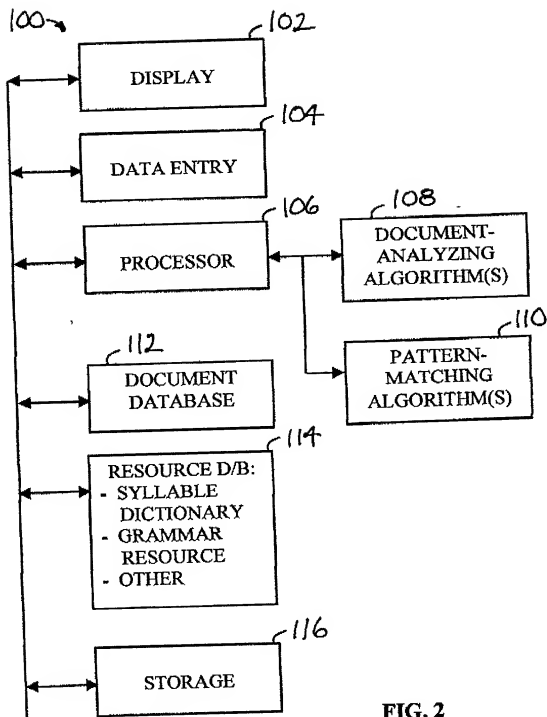 100
102
DISPLAY
104
DATA ENTRY
106
PROCESSOR
108
DOCUMENT-
ANALYZING
ALGORITHM(S)
110
PATTERN-
MATCHING
ALGORITHM(S)
112
DOCUMENT
DATABASE
114
RESOURCE D/B:
- SYLLABLE
DICTIONARY
- GRAMMAR
RESOURCE
- OTHER
116
STORAGE
FIG. 2